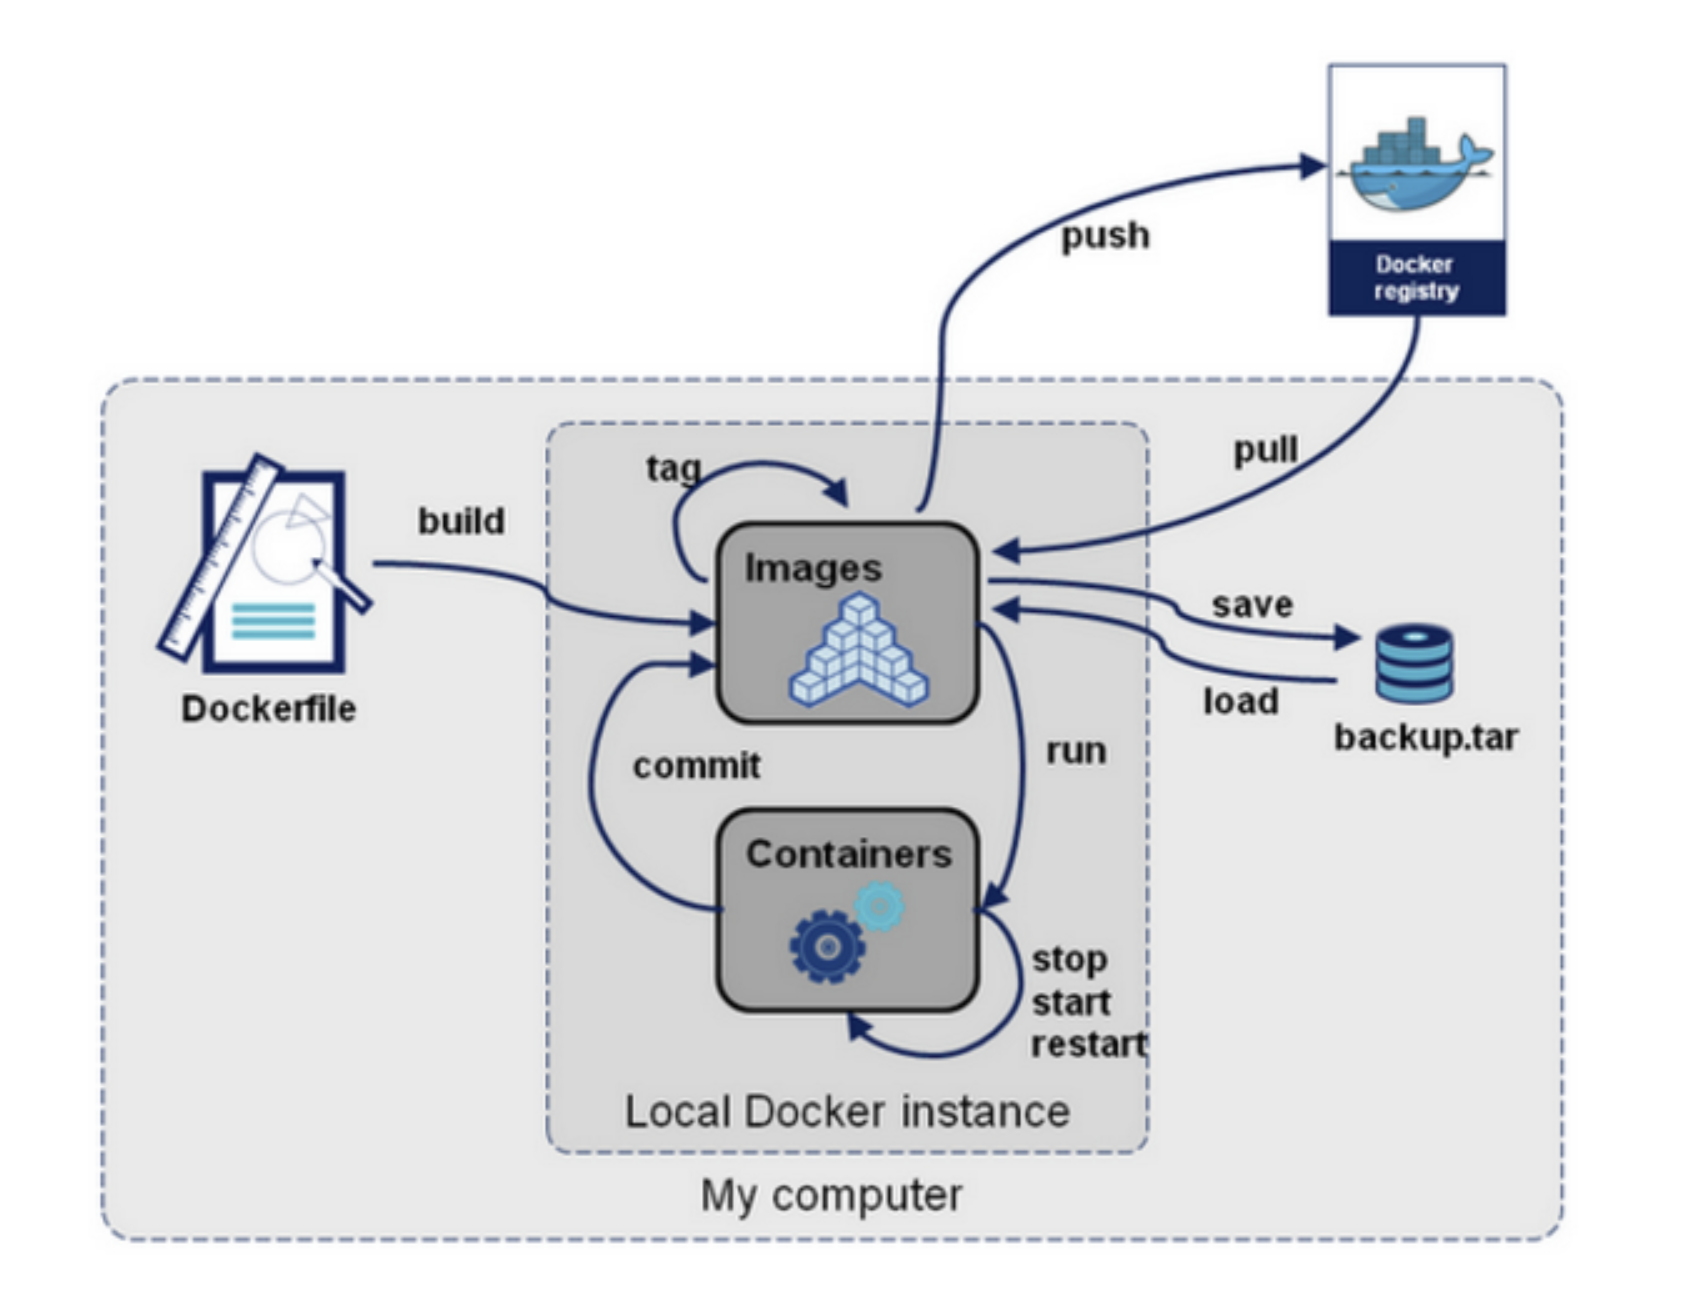 Docker
registry
push
pull
tag
build
Images
save
load
Dockerfile
backup.tar
commit
run
Containers
stop
start
restart
Local Docker instance
My computer